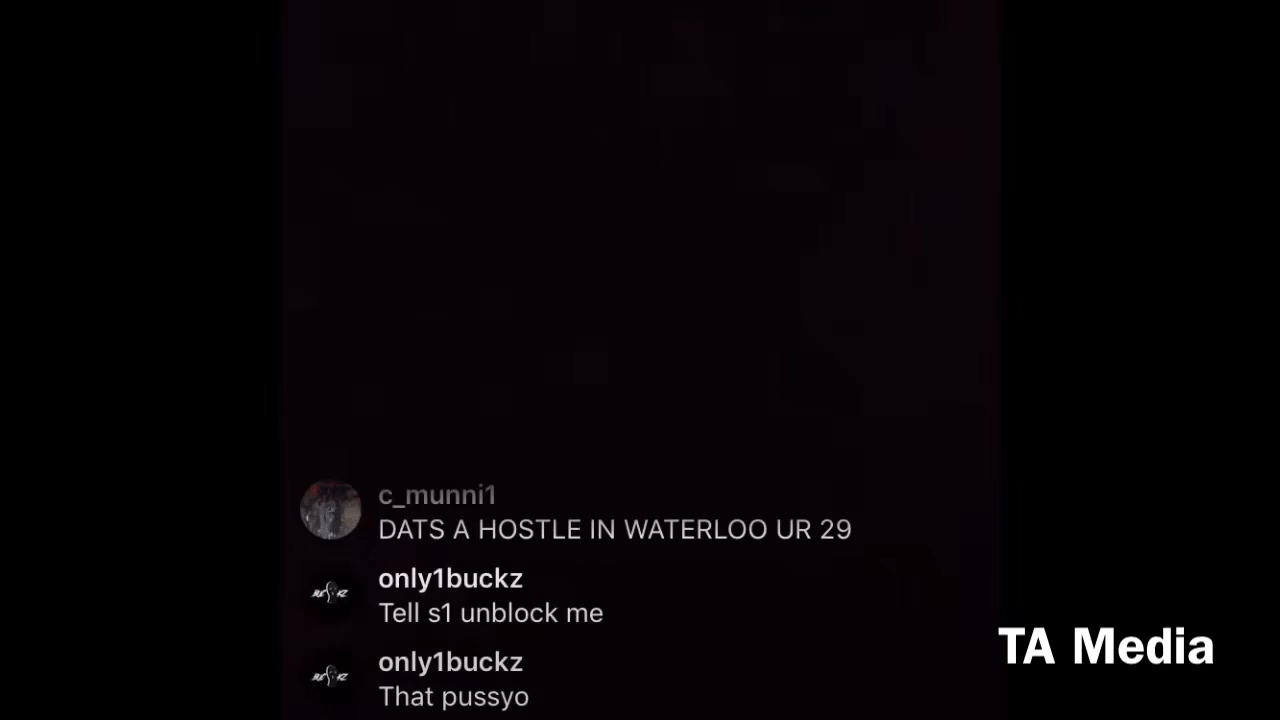 c_munni1
DATS A HOSTLE IN WATERLOO UR 29
only1buckz
Tell s1 unblock me
only1buckz
That pussyo
TA Media